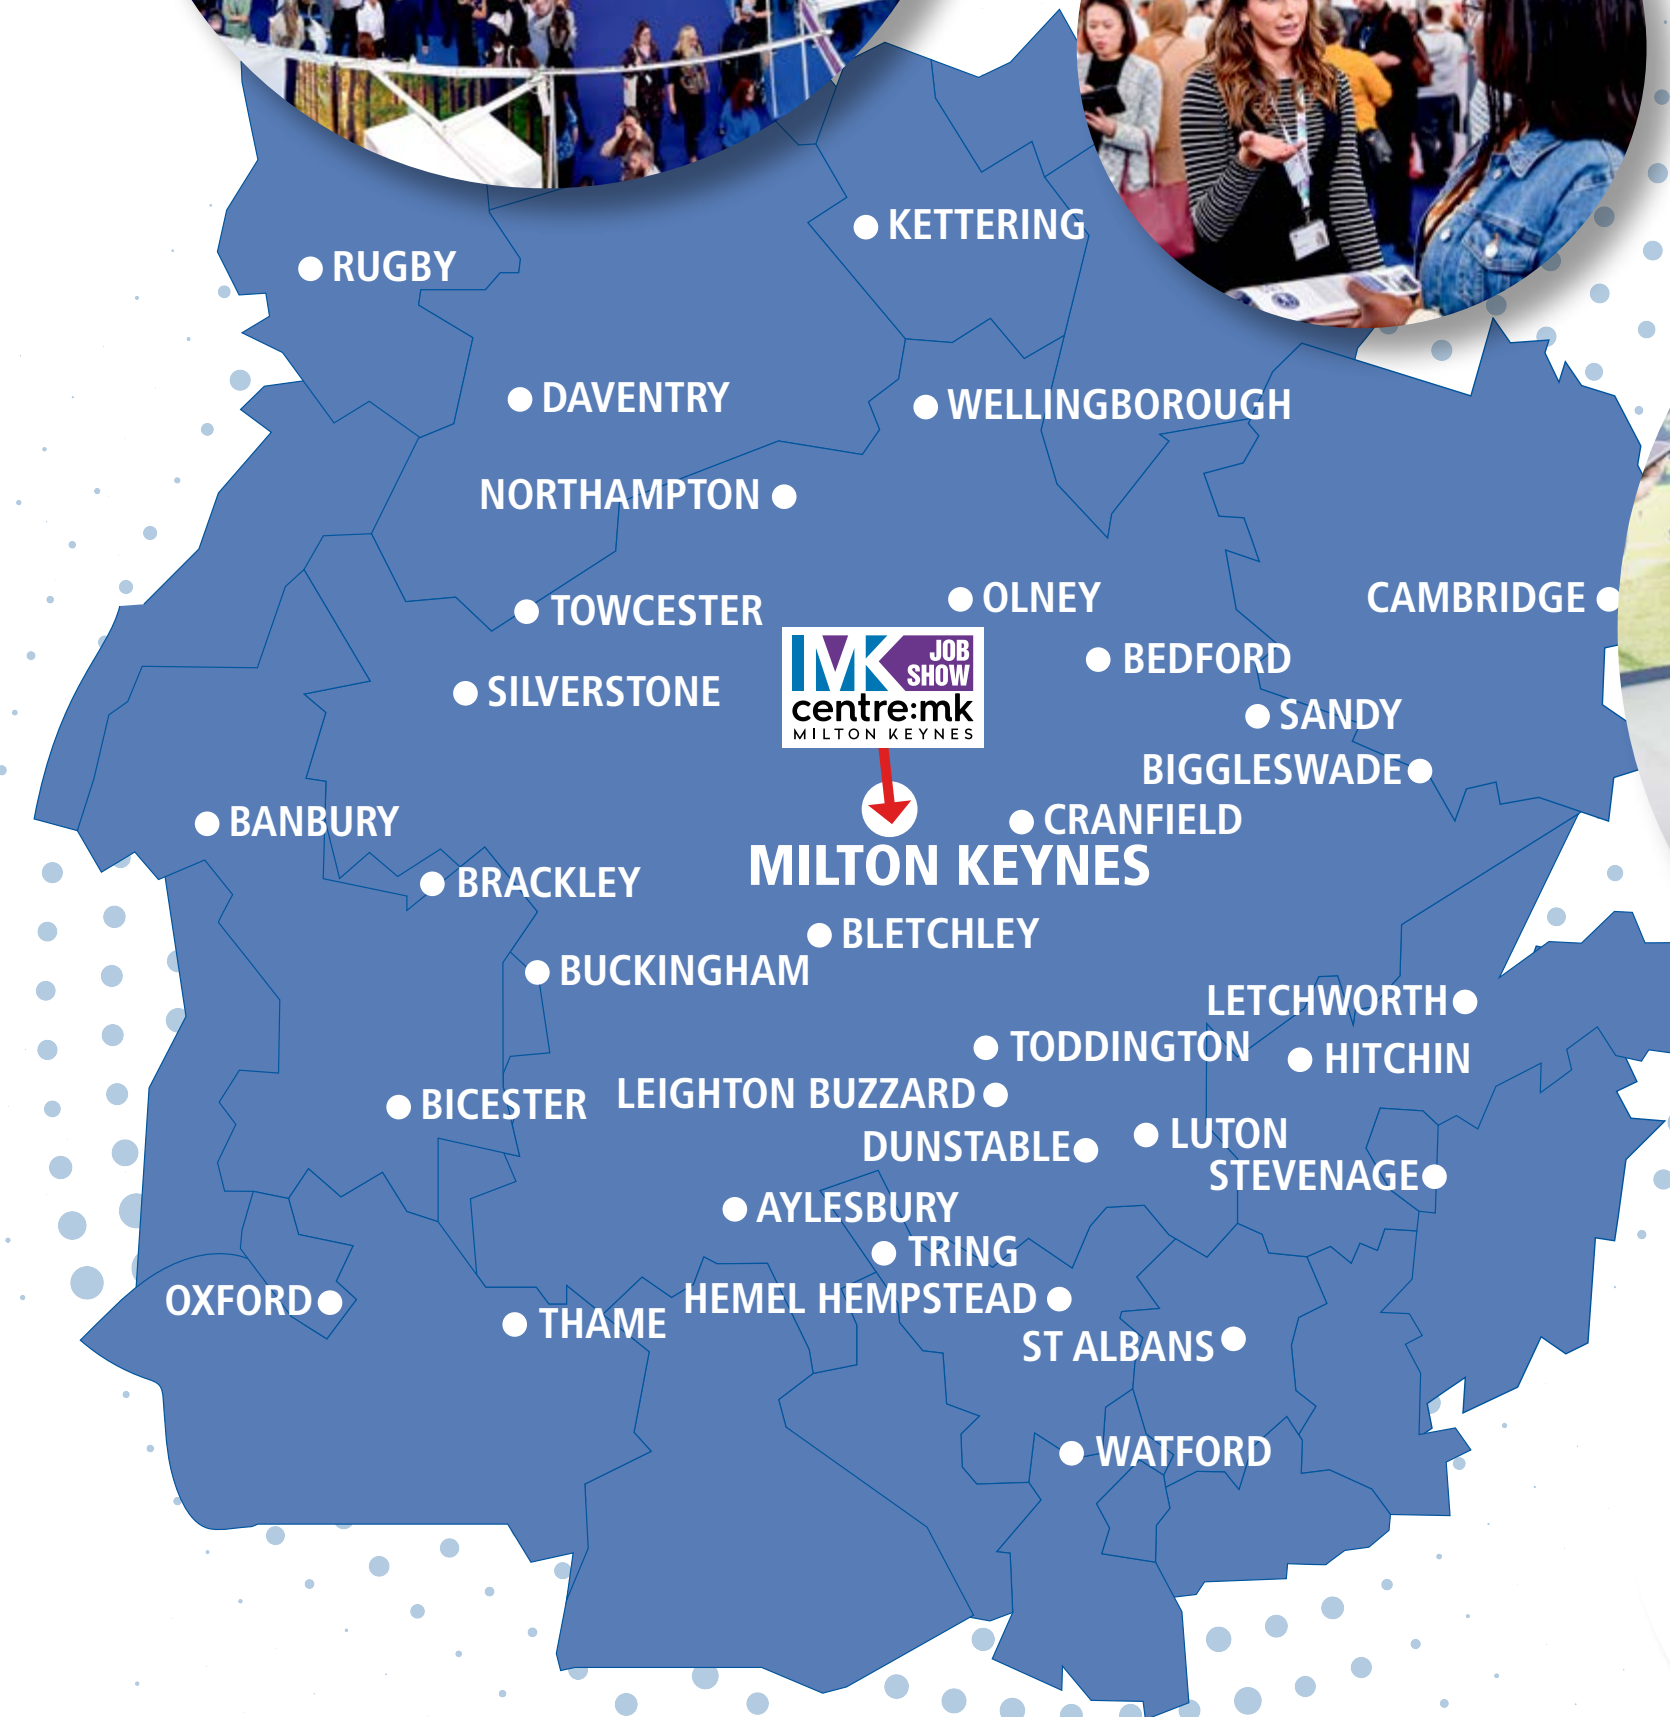 KETTERING
RUGBY
DAVENTRY
WELLINGBOROUGH
NORTHAMPTON
OLNEY
CAMBRIDGE
TOWCESTER
MK JOB
SHOW
centre:mk
MILTON KEYNES
BEDFORD
SILVERSTONE
SANDY
BIGGLESWADE
BANBURY
CRANFIELD
MILTON KEYNES
BRACKLEY
BLETCHLEY
BUCKINGHAM
LETCHWORTH
TODDINGTON
HITCHIN
LEIGHTON BUZZARD
BICESTER
LUTON
DUNSTABLE
STEVENAGE
AYLESBURY
TRING
OXFORD
HEMEL HEMPSTEAD
THAME
ST ALBANS
WATFORD